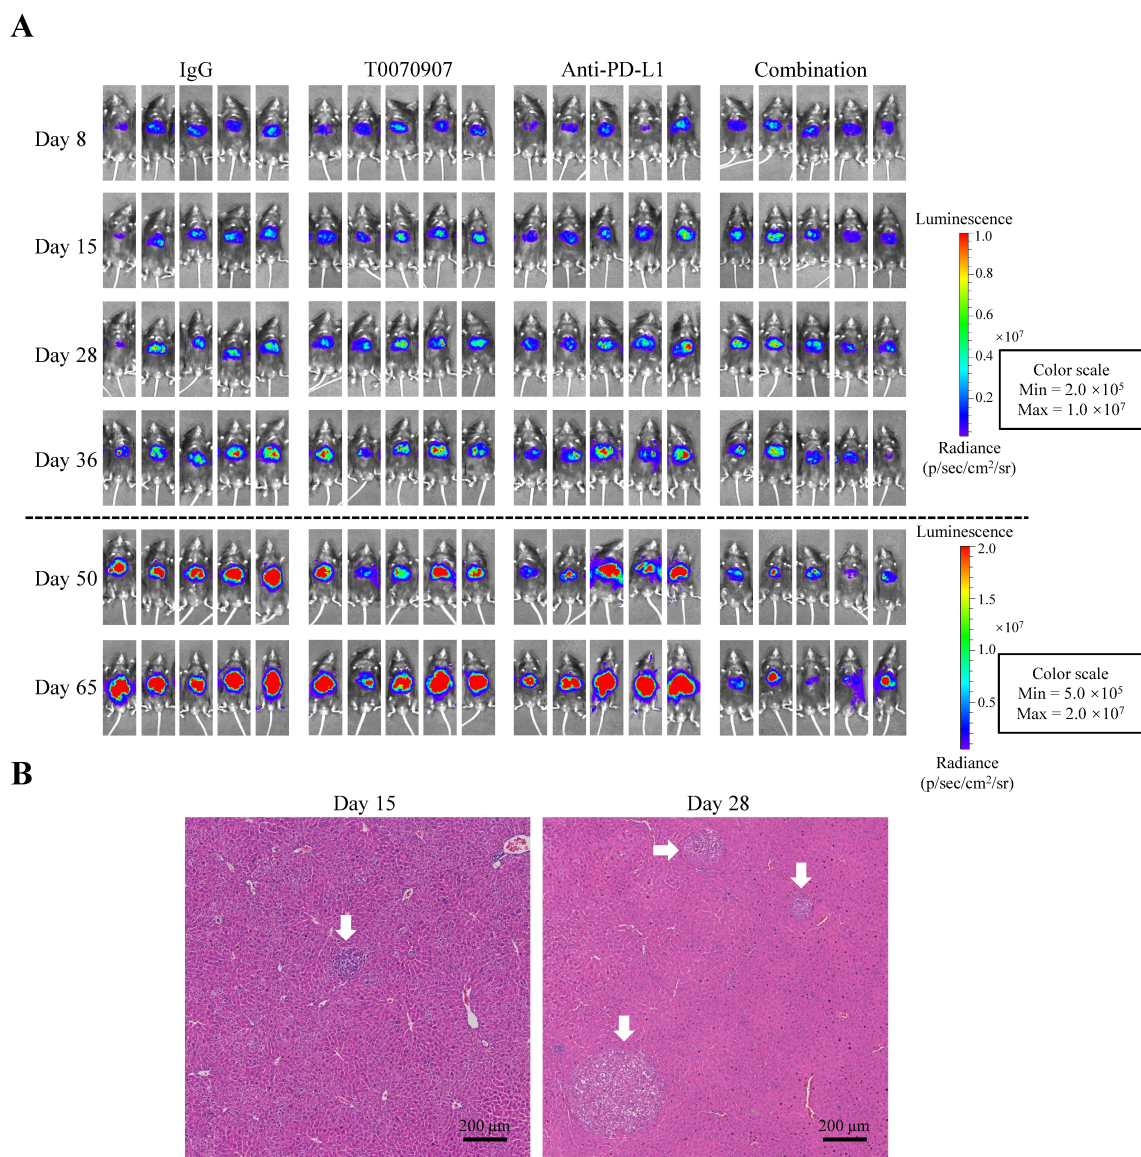 A
IgG
T0070907
Anti-PD-L1
Combination
Day 8
Day 15
Day 28
Day 36
Day 50
Day 65
Luminescence
1.0
0.8
0.6
×10⁷
0.4
0.2
Radiance
(p/sec/cm²/sr)
Color scale
Min = 2.0 ×10⁵
Max = 1.0 ×10⁷
Luminescence
2.0
1.5
×10⁷
1.0
0.5
Radiance
(p/sec/cm²/sr)
Color scale
Min = 5.0 ×10⁵
Max = 2.0 ×10⁷
B
Day 15
Day 28
200 μm
200 μm